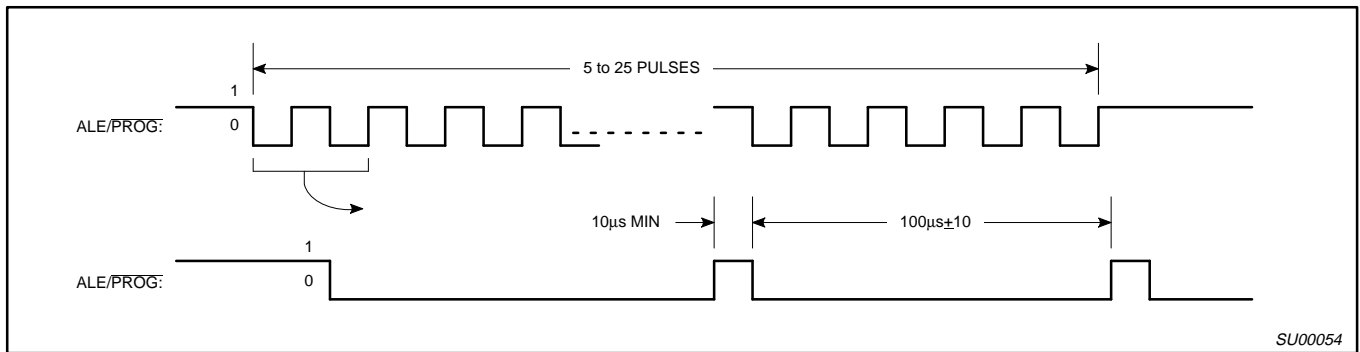 5 to 25 PULSES
1
ALE/PROG:
0
10μs MIN
100μs±10
1
ALE/PROG:
0
SU00054